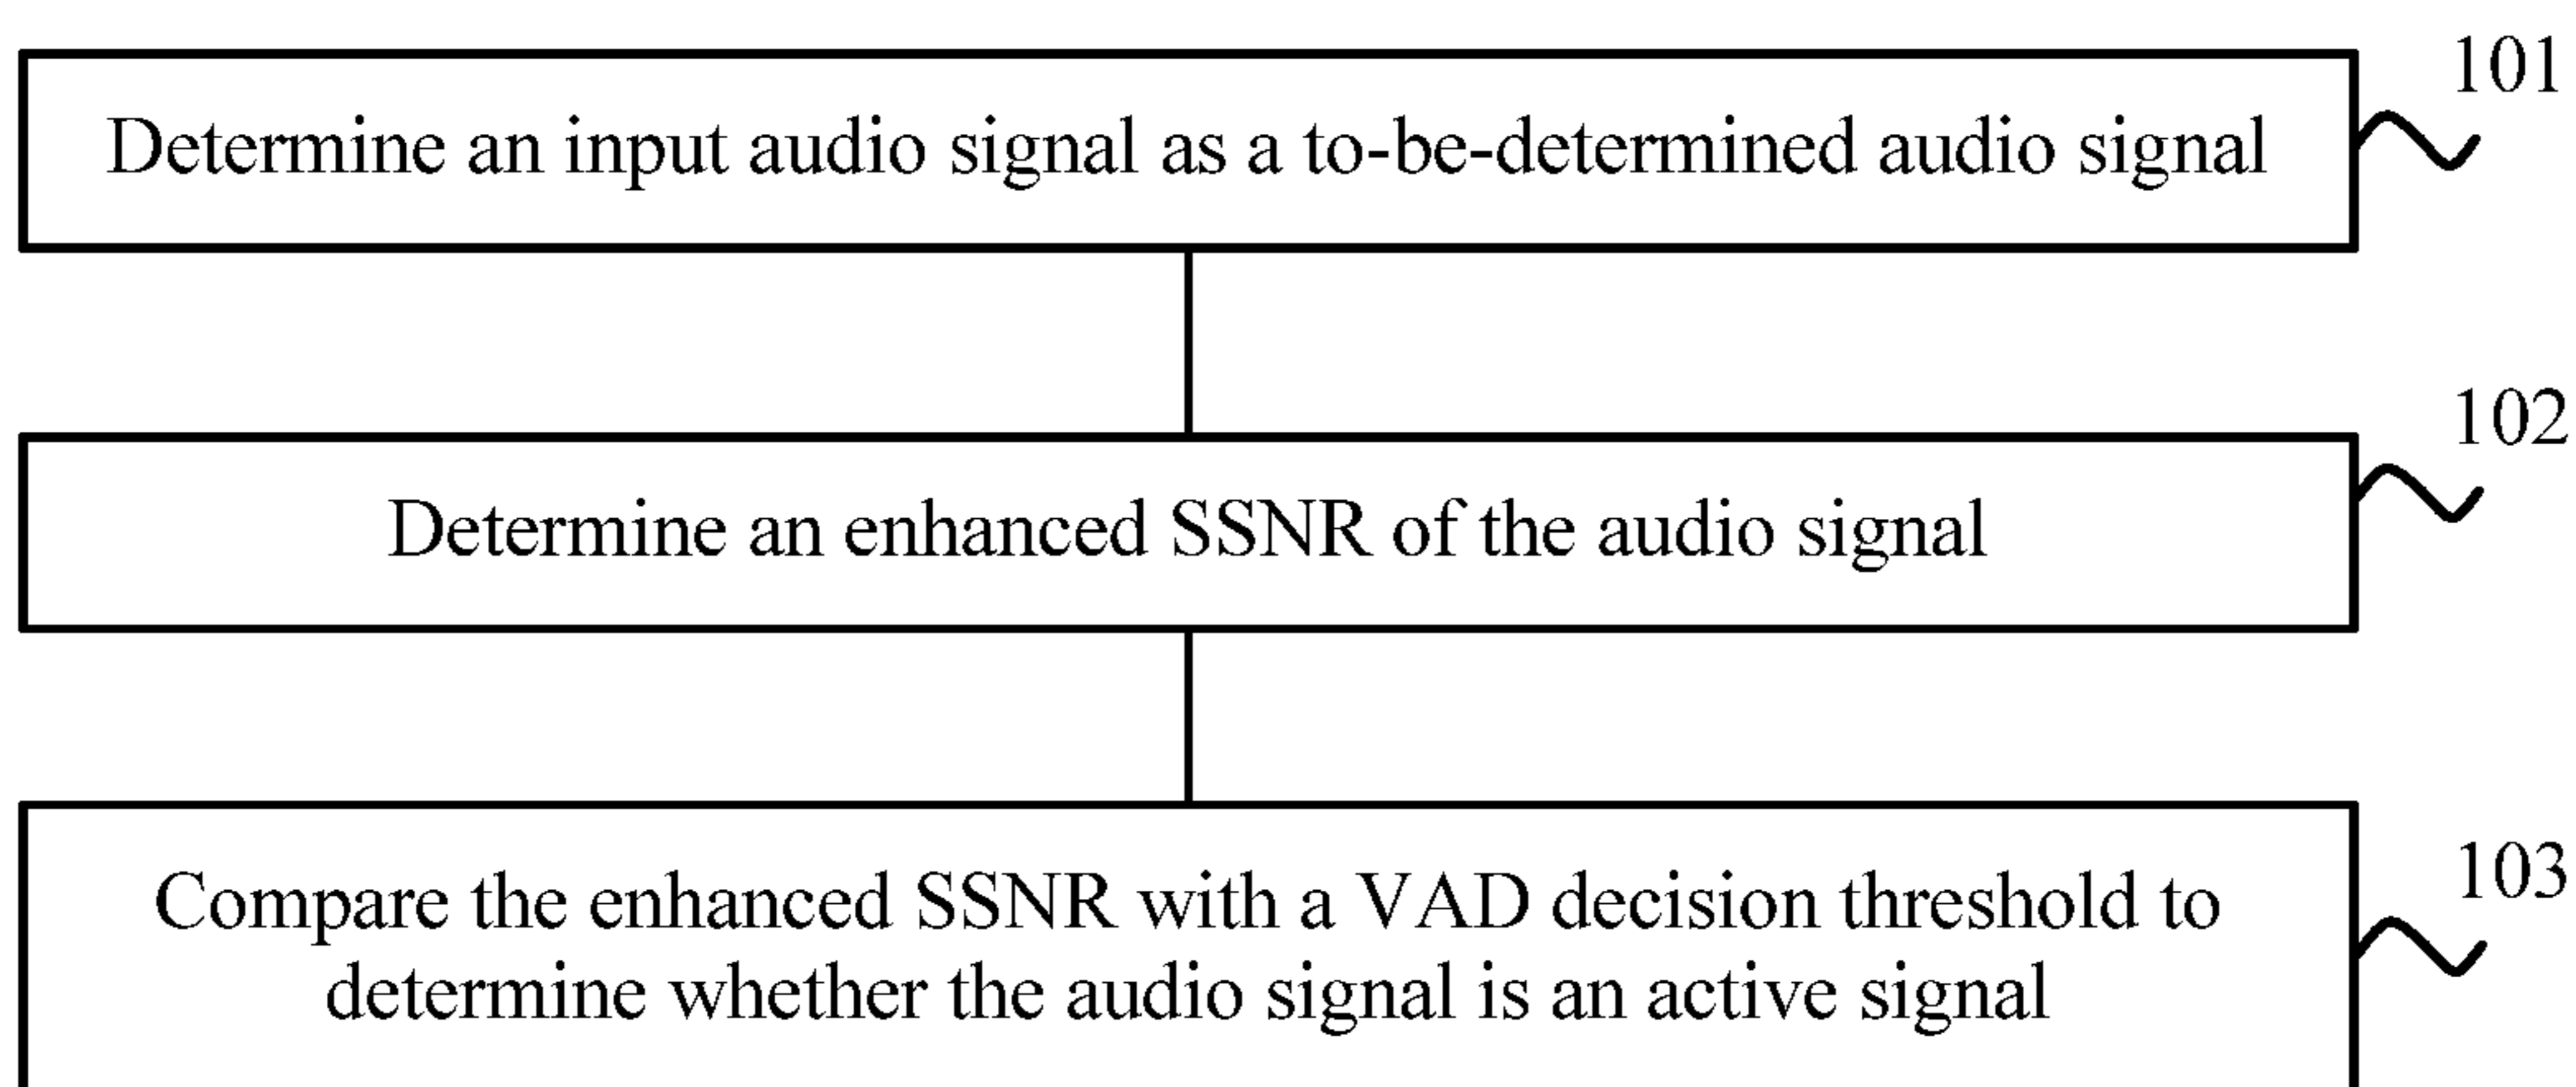 101
Determine an input audio signal as a to-be-determined audio signal
102
Determine an enhanced SSNR of the audio signal
103
Compare the enhanced SSNR with a VAD decision threshold to
determine whether the audio signal is an active signal